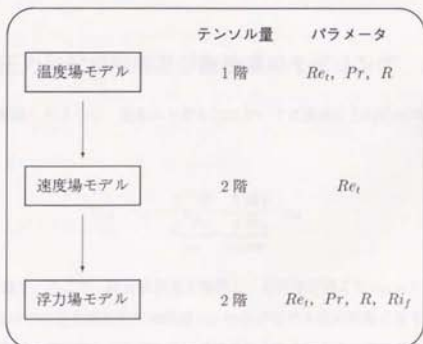 テンソル量 パラメータ
温度場モデル 1階 Re_t, Pr, R
速度場モデル 2階 Re_t
浮力場モデル 2階 Re_t, Pr, R, Ri_f